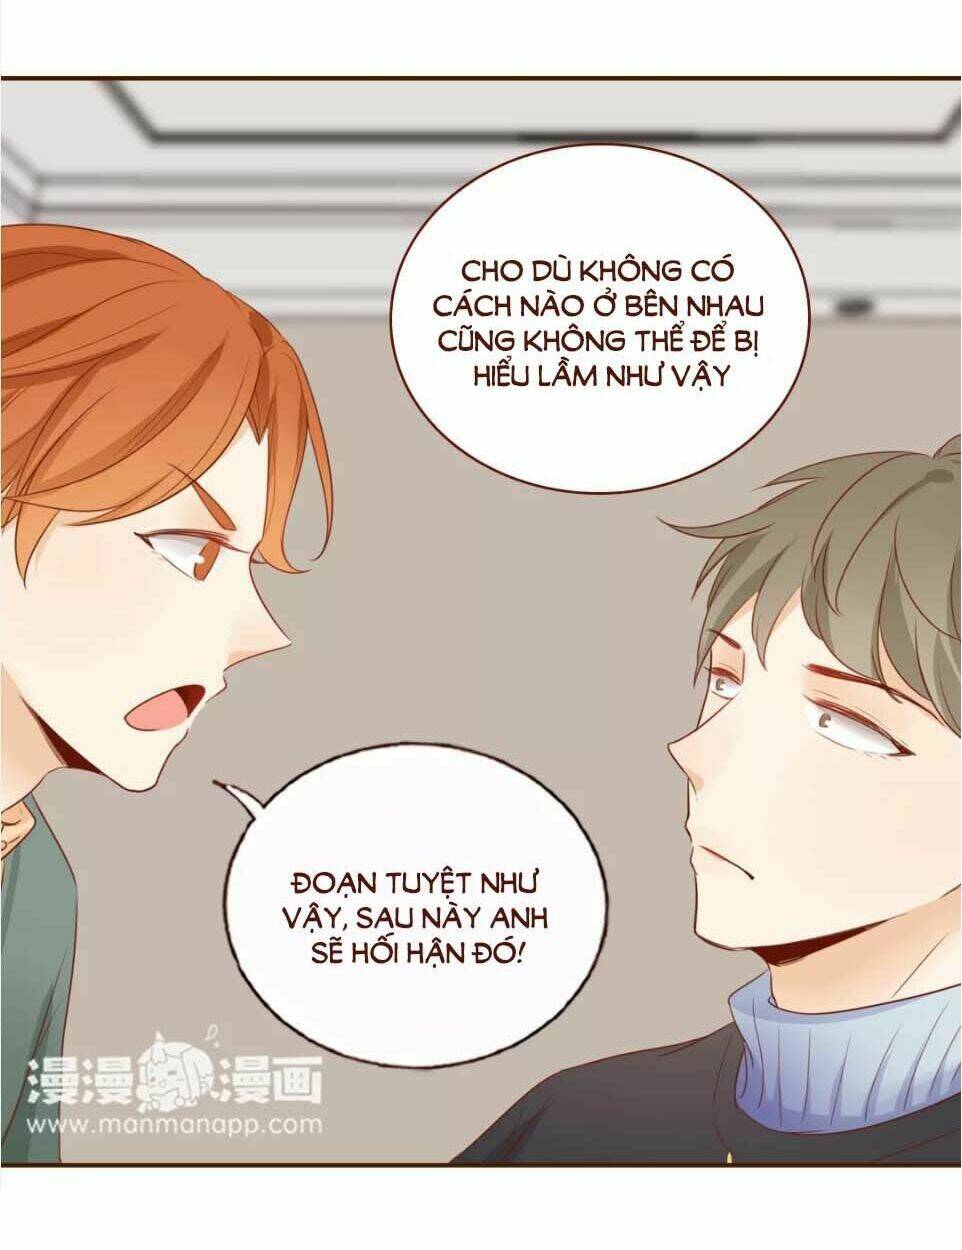 CHO DÙ KHÔNG CÓ
CÁCH NÀO Ở BÊN NHAU
CŨNG KHÔNG THỂ ĐỂ BỊ
HIỂU LẦM NHƯ VẬY
ĐOẠN TUYỆT NHƯ
VẬY, SAU NÀY ANH
SẼ HỐI HẬN ĐÓ!
漫漫漫画
www.manmanapp.com